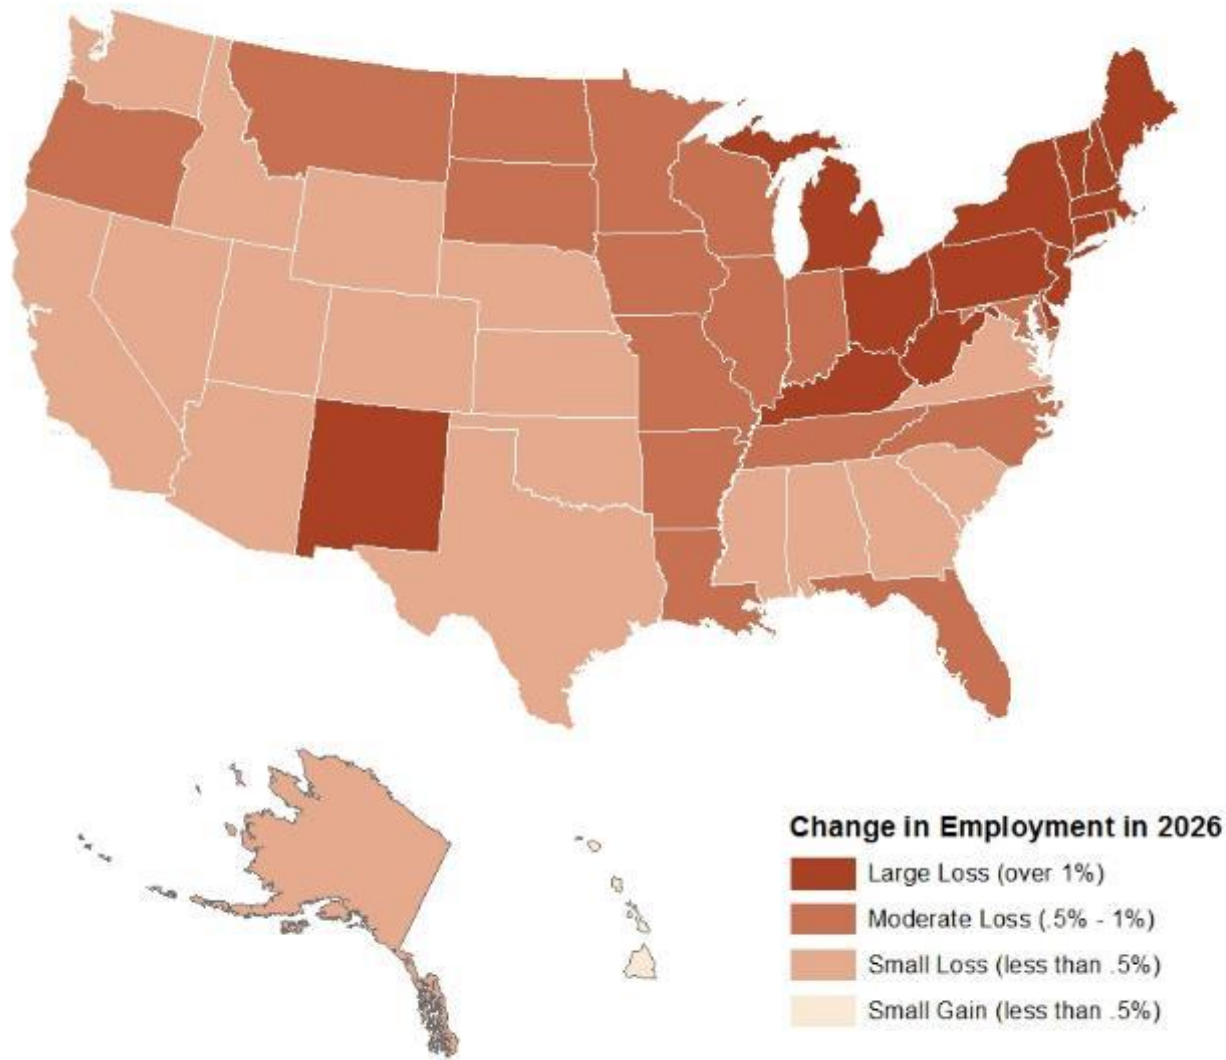 Change in Employment in 2026
Large Loss (over 1%)
Moderate Loss (.5% - 1%)
Small Loss (less than .5%)
Small Gain (less than .5%)